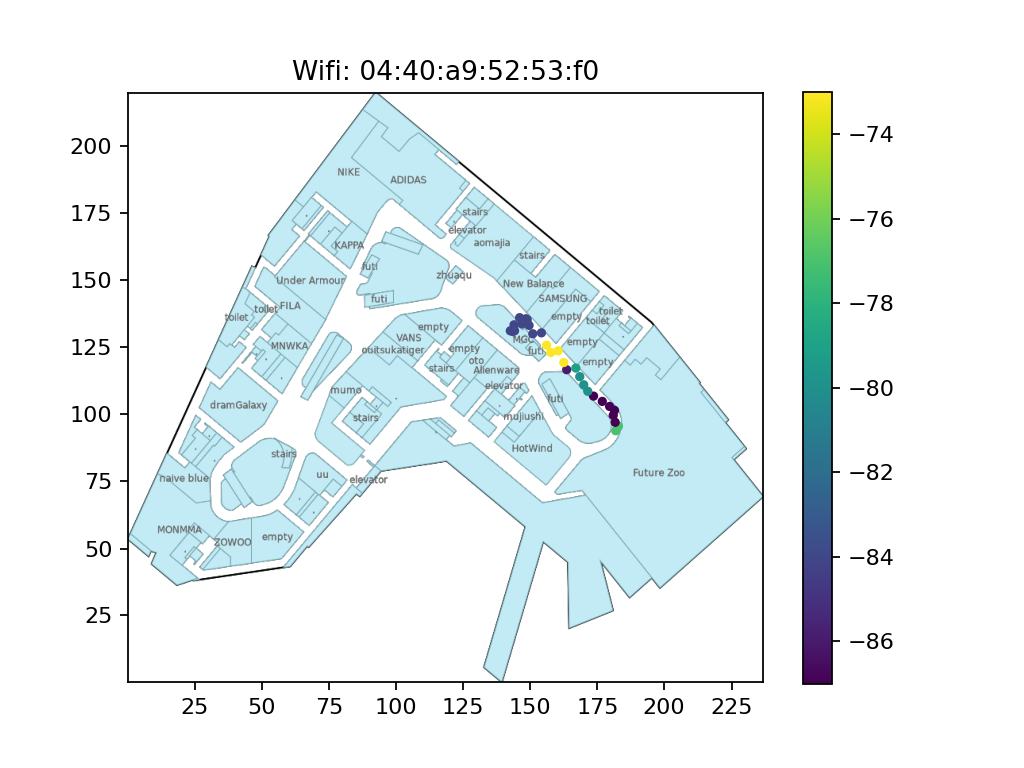 Wifi: 04:40:a9:52:53:f0
200
175
150
125
100
75
50
25
25
50
75
100
125
150
175
200
225
−74
−76
−78
−80
−82
−84
−86
NIKE
ADIDAS
stairs
elevator
aomajia
KAPPA
stairs
futi
zhuaqu
Under Armour
New Balance
futi
SAMSUNG
toilet
FILA
toilet
toilet
empty
toilet
empty
VANS
MGC
empty
MNWKA
ouitsukatiger
empty
futi
oto
empty
stairs
Alienware
elevator
mumo
futi
dramGalaxy
stairs
mujiushi
stairs
HotWind
naive blue
uu
elevator
Future Zoo
MONMMA
ZOWOO
empty